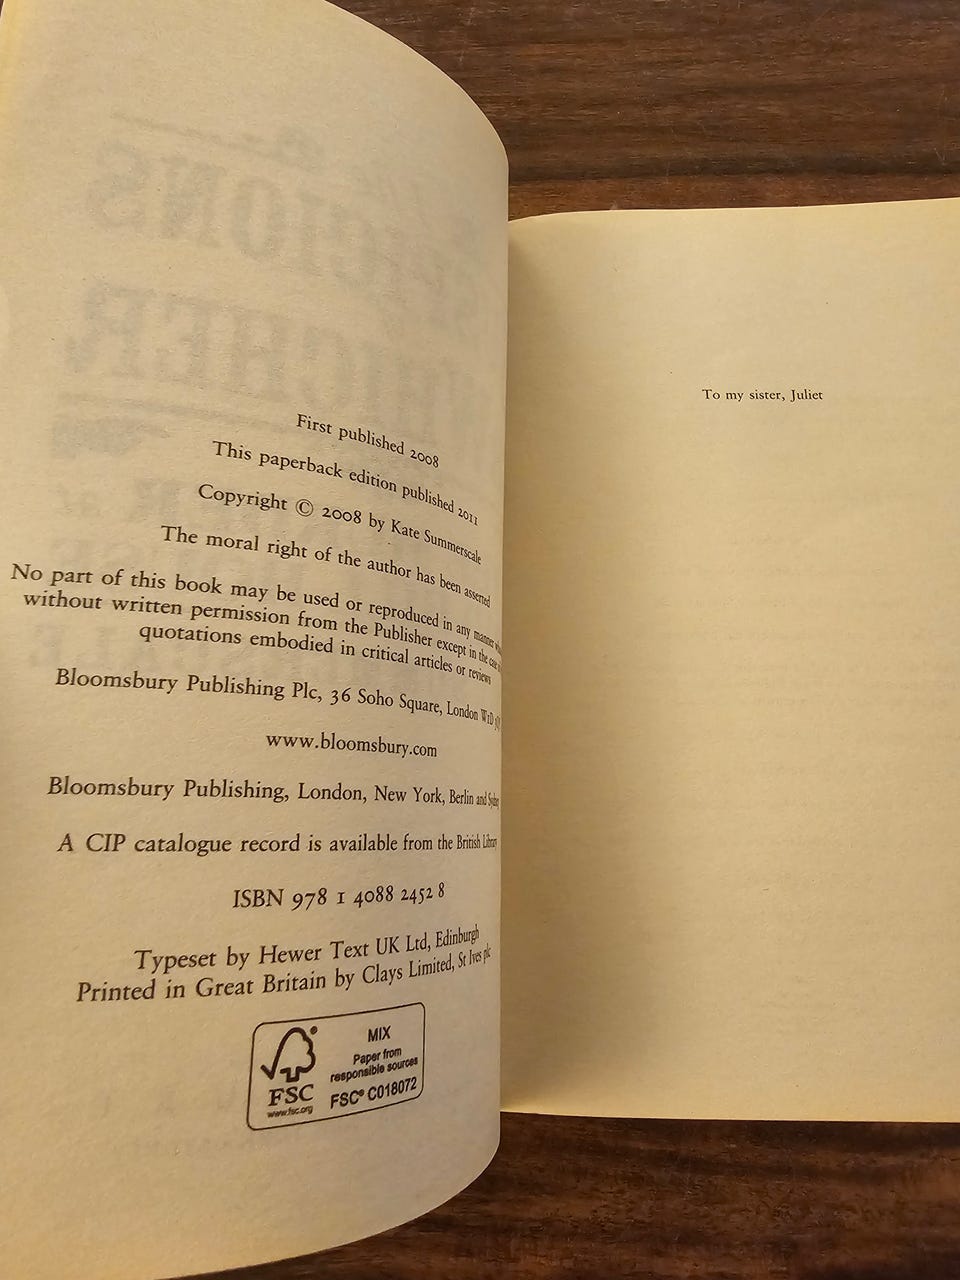 First published 2008
This paperback edition published 2011
Copyright © 2008 by Kate Summerscale
The moral right of the author has been asserted
No part of this book may be used or reproduced in any manner
without written permission from the Publisher except in the case
quotations embodied in critical articles or reviews
Bloomsbury Publishing Plc, 36 Soho Square, London W1D
www.bloomsbury.com
Bloomsbury Publishing, London, New York, Berlin and Sydney
A CIP catalogue record is available from the British Library
ISBN 978 1 4088 2452 8
Typeset by Hewer Text UK Ltd, Edinburgh
Printed in Great Britain by Clays Limited, St Ives plc
FSC
www.fsc.org
MIX
Paper from
responsible sources
FSC® C018072
To my sister, Juliet